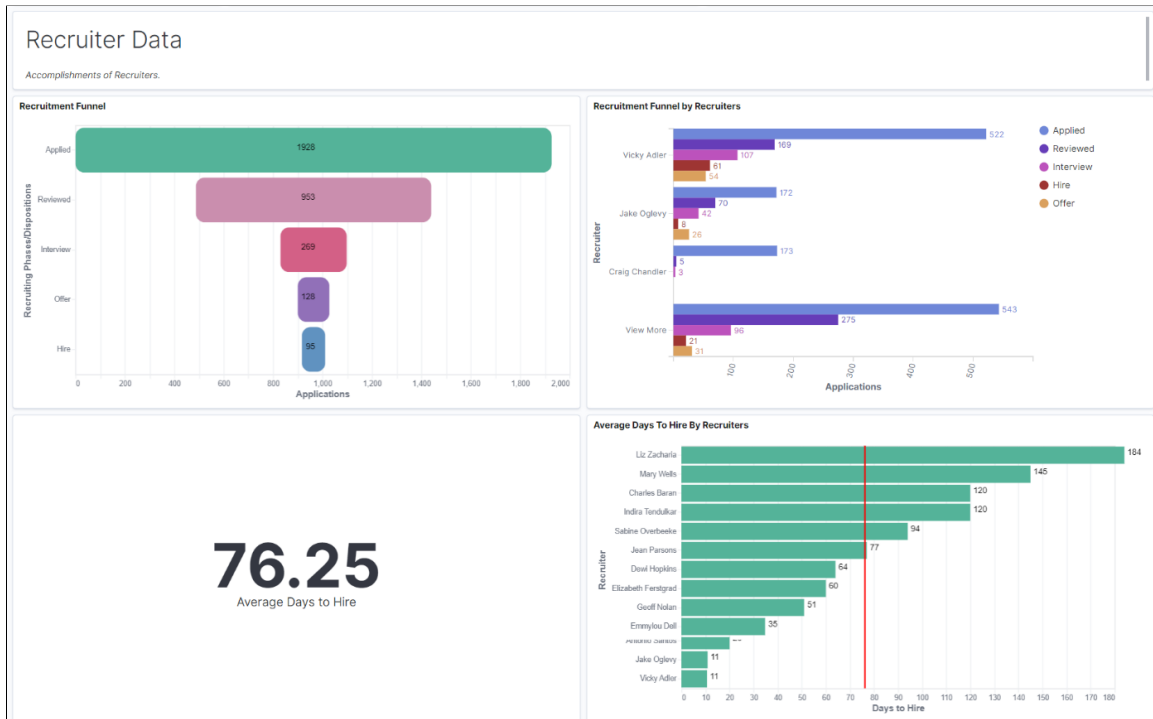 Recruiter Data
Accomplishments of Recruiters.
Recruitment Funnel
Recruiting Phases/Dispositions
Applied
1928
Reviewed
953
Interview
269
Offer
128
Hire
95
0 200 400 600 800 1,000 1,200 1,400 1,600 1,800 2,000
Applications
Recruitment Funnel by Recruiters
Recruiter
Vicky Adler
522
169
107
61
54
Jake Oglevy
172
70
42
8
26
Craig Chandler
173
5
3
View More
543
275
96
21
31
100 200 300 400 500
Applications
Applied
Reviewed
Interview
Hire
Offer
76.25
Average Days to Hire
Average Days To Hire By Recruiters
Recruiter
Liz Zacharia 184
Mary Wells 145
Charles Baran 120
Indira Tendulkar 120
Sabine Overbeeke 94
Jean Parsons 77
Dowl Hopkins 64
Elizabeth Ferstgrad 60
Geoff Nolan 51
Emmylou Doll 35
Antonio Santos
Jake Oglevy 11
Vicky Adler 11
0 10 20 30 40 50 60 70 80 90 100 110 120 130 140 150 160 170 180
Days to Hire